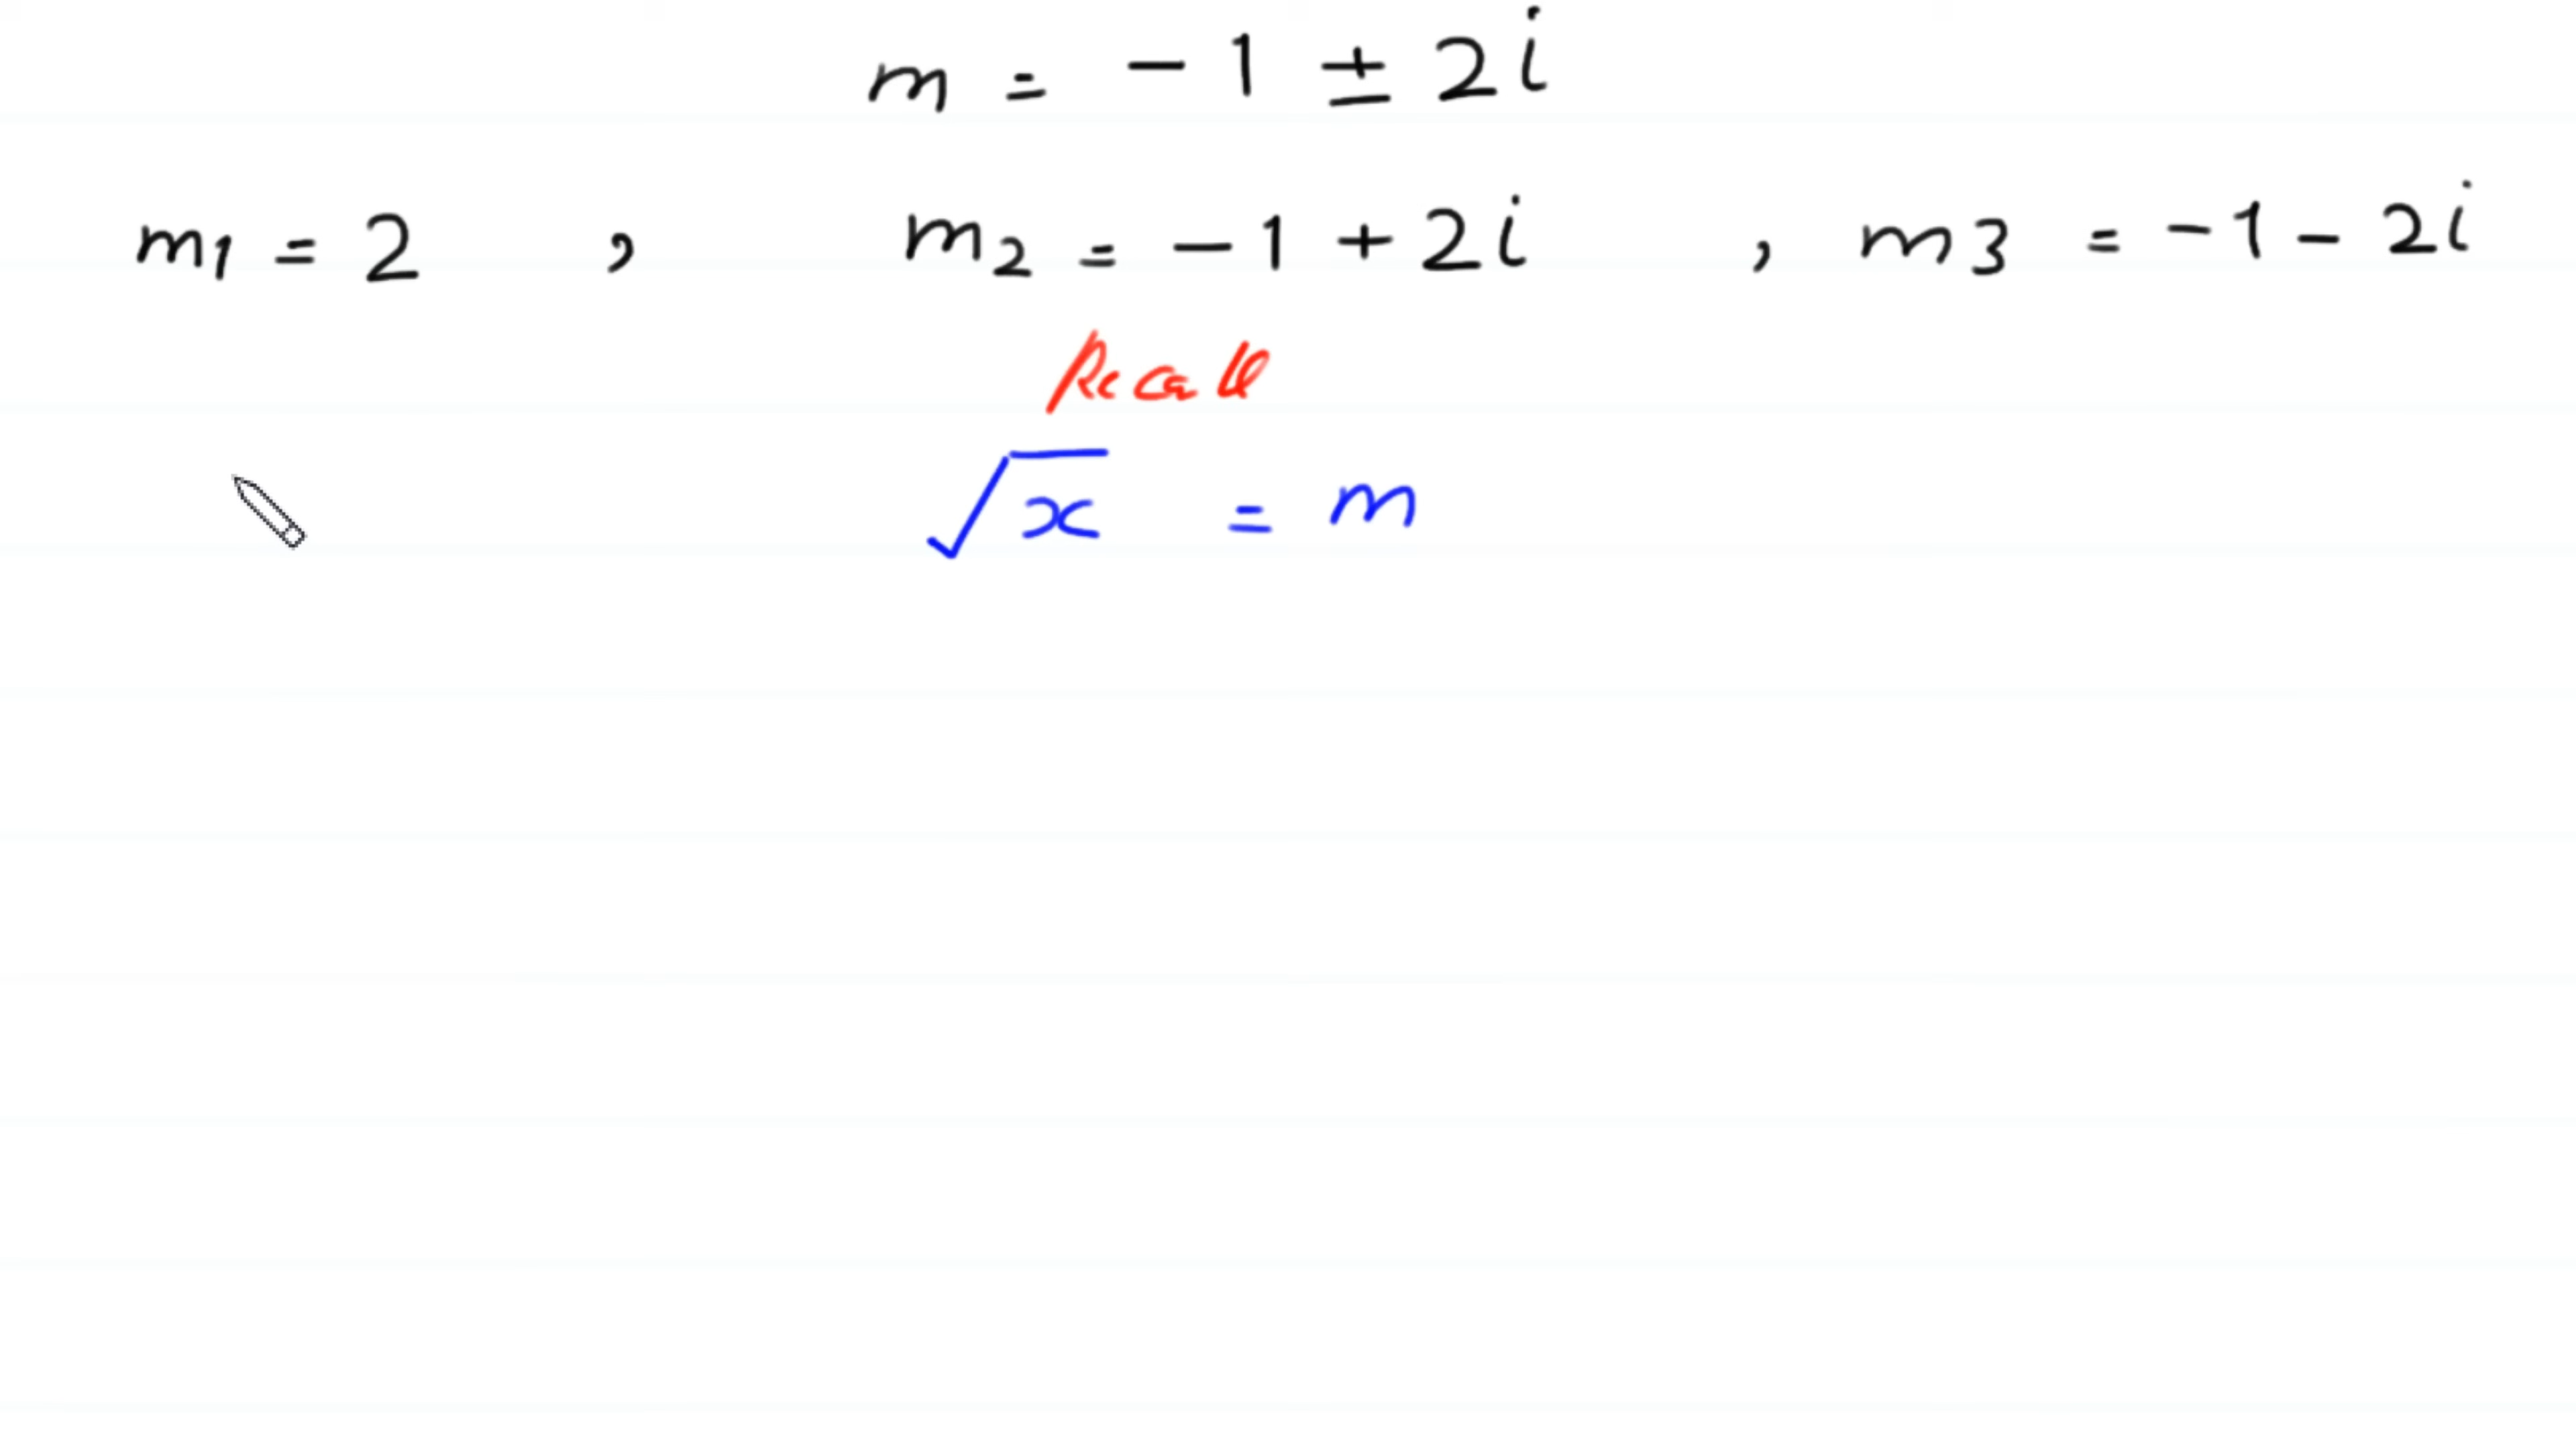 m = - 1 ± 2i
m1 = 2 , m2 = -1 + 2i , m3 = -1 - 2i
Recall
√x = m